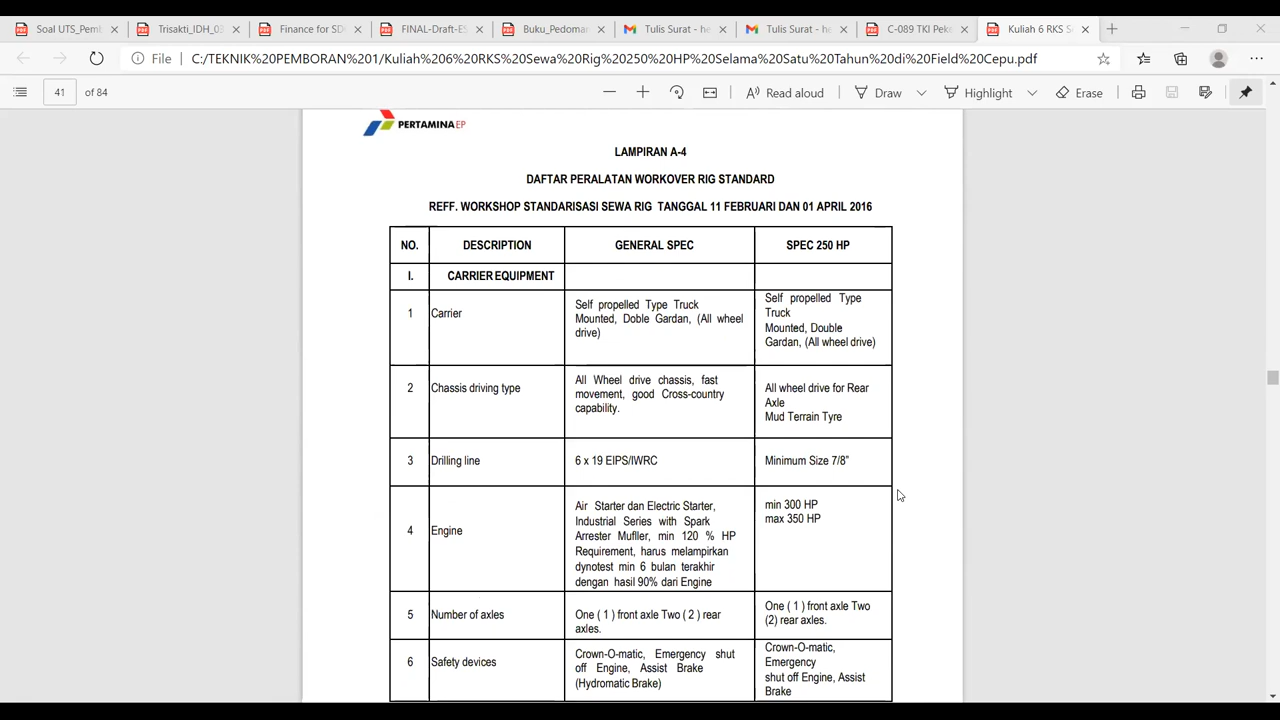 Soal UTS_Pemb
Trisakti_IDH_03
Finance for SD
FINAL-Draft-ES
Buku_Pedoman
Tulis Surat - he
Tulis Surat - he
C-089 TKI Peke
Kuliah 6 RKS Se
File
C:/TEKNIK%20PEMBORAN%201/Kuliah%206%20RKS%20Sewa%20Rig%20250%20HP%20Selama%20Satu%20Tahun%20di%20Field%20Cepu.pdf
41 of 84
Read aloud
Draw
Highlight
Erase
PERTAMINA EP
LAMPIRAN A-4
DAFTAR PERALATAN WORKOVER RIG STANDARD
REFF. WORKSHOP STANDARISASI SEWA RIG TANGGAL 11 FEBRUARI DAN 01 APRIL 2016
NO. DESCRIPTION GENERAL SPEC SPEC 250 HP
I. CARRIER EQUIPMENT
1 Carrier
Self propelled Type Truck
Mounted, Doble Gardan, (All wheel
drive)
Self propelled Type
Truck
Mounted, Double
Gardan, (All wheel drive)
2 Chassis driving type
All Wheel drive chassis, fast
movement, good Cross-country
capability.
All wheel drive for Rear
Axle
Mud Terrain Tyre
3 Drilling line
6 x 19 EIPS/IWRC
Minimum Size 7/8"
4 Engine
Air Starter dan Electric Starter,
Industrial Series with Spark
Arrester Mufller, min 120 % HP
Requirement, harus melampirkan
dynotest min 6 bulan terakhir
dengan hasil 90% dari Engine
min 300 HP
max 350 HP
5 Number of axles
One ( 1 ) front axle Two ( 2 ) rear
axles.
One ( 1 ) front axle Two
(2) rear axles.
6 Safety devices
Crown-O-matic, Emergency shut
off Engine, Assist Brake
(Hydromatic Brake)
Crown-O-matic,
Emergency
shut off Engine, Assist
Brake